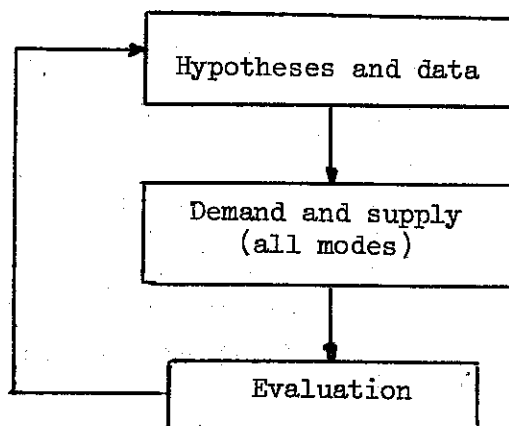 Hypotheses and data
Demand and supply
(all modes)
Evaluation